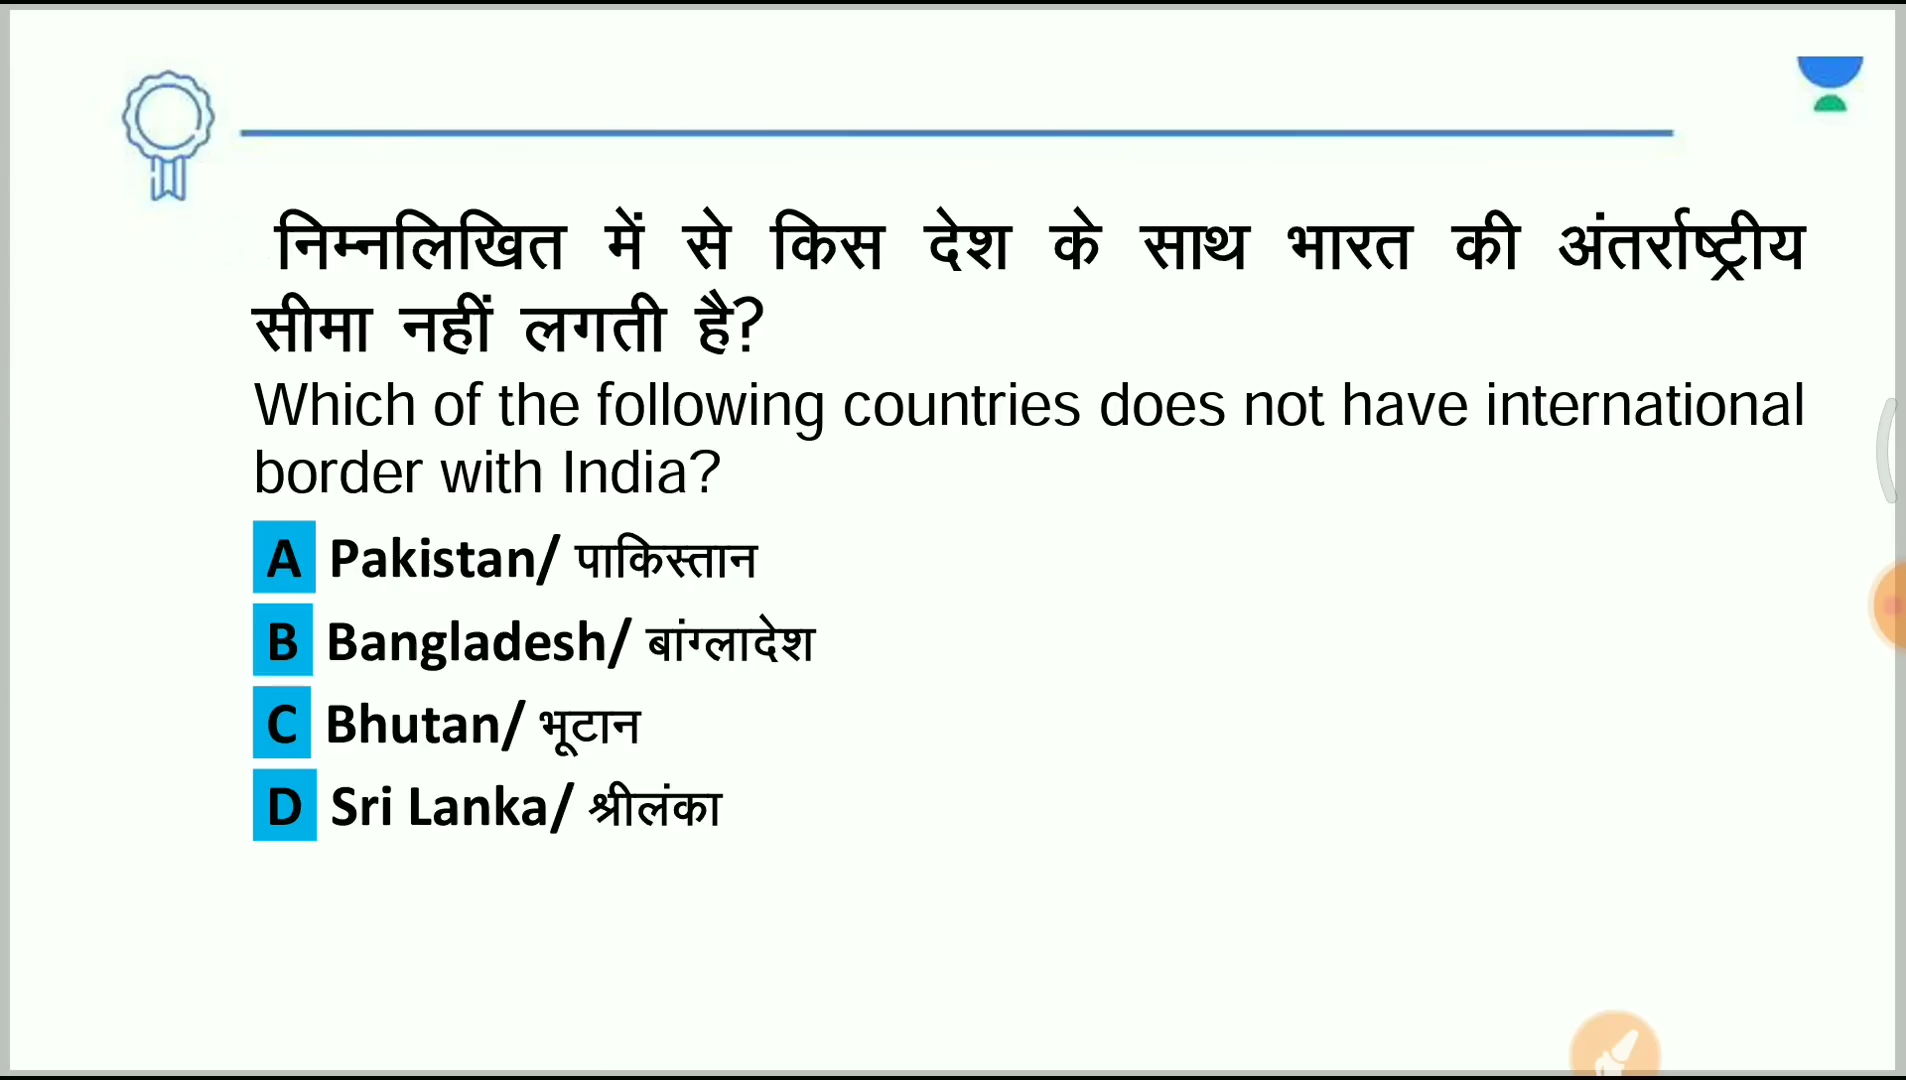 निम्नलिखित में से किस देश के साथ भारत की अंतर्राष्ट्रीय
सीमा नहीं लगती है?
Which of the following countries does not have international
border with India?
A Pakistan/ पाकिस्तान
B Bangladesh/ बांग्लादेश
C Bhutan/ भूटान
D Sri Lanka/ श्रीलंका